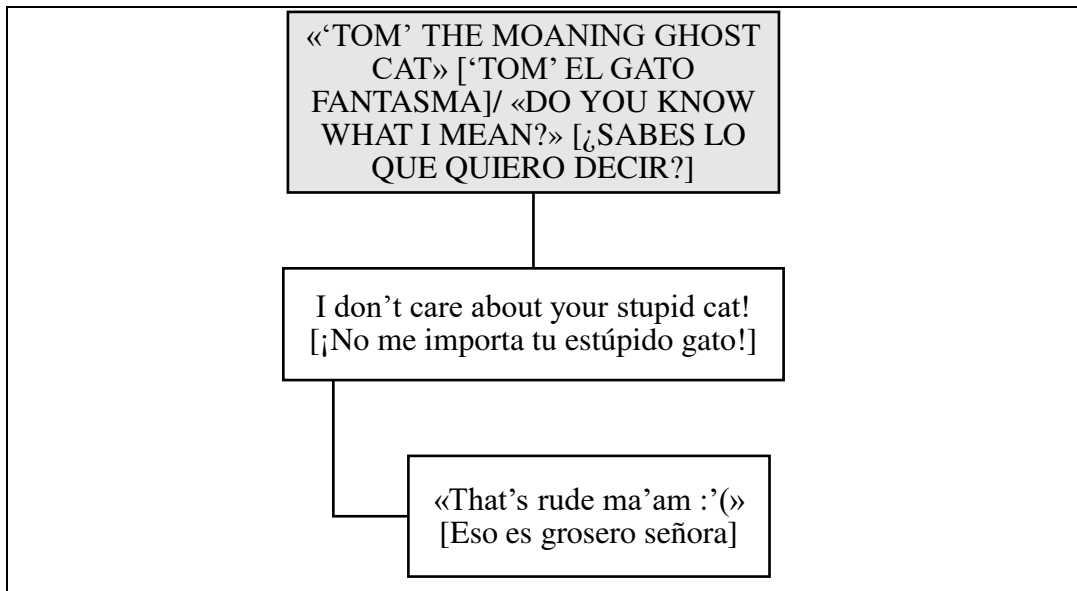 «‘TOM’ THE MOANING GHOST
CAT» [‘TOM’ EL GATO
FANTASMA]/ «DO YOU KNOW
WHAT I MEAN?» [¿SABES LO
QUE QUIERO DECIR?]
I don’t care about your stupid cat!
[¡No me importa tu estúpido gato!]
«That’s rude ma’am :’(»
[Eso es grosero señora]